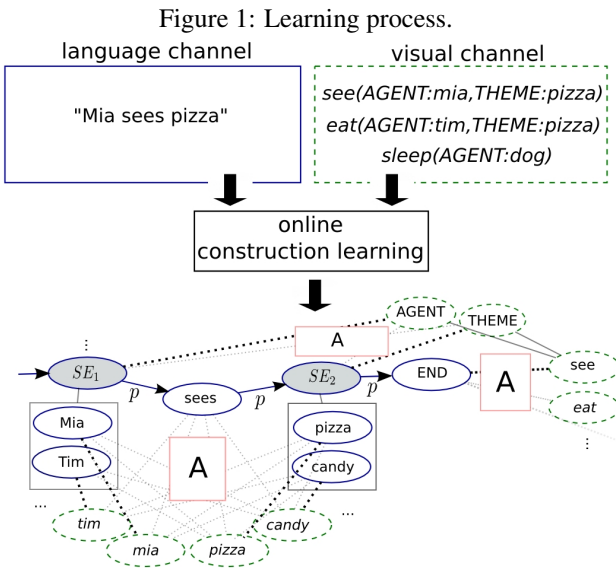 Figure 1: Learning process.
language channel
visual channel
"Mia sees pizza"
see(AGENT:mia,THEME:pizza)
eat(AGENT:tim,THEME:pizza)
sleep(AGENT:dog)
online
construction learning
AGENT
THEME
A
⋮
SE₁
SE₂
END
A
see
p
sees
p
p
eat
Mia
pizza
⋮
Tim
A
candy
...
...
tim
candy
mia
pizza